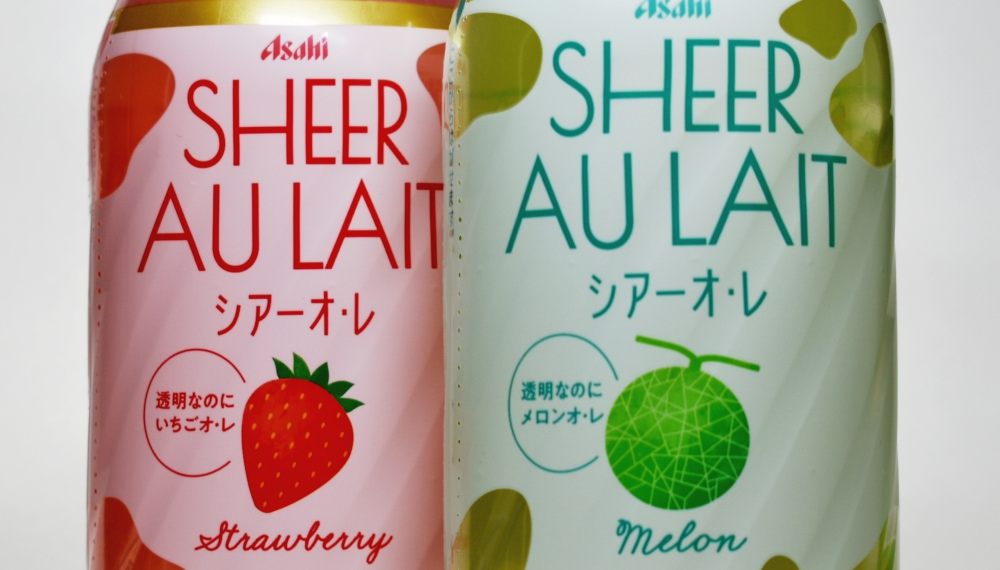 Asahi
SHEER
AU LAIT
シアーオ・レ
透明なのに
いちごオ・レ
Strawberry
Asahi
SHEER
AU LAIT
シアーオ・レ
透明なのに
メロンオ・レ
Melon